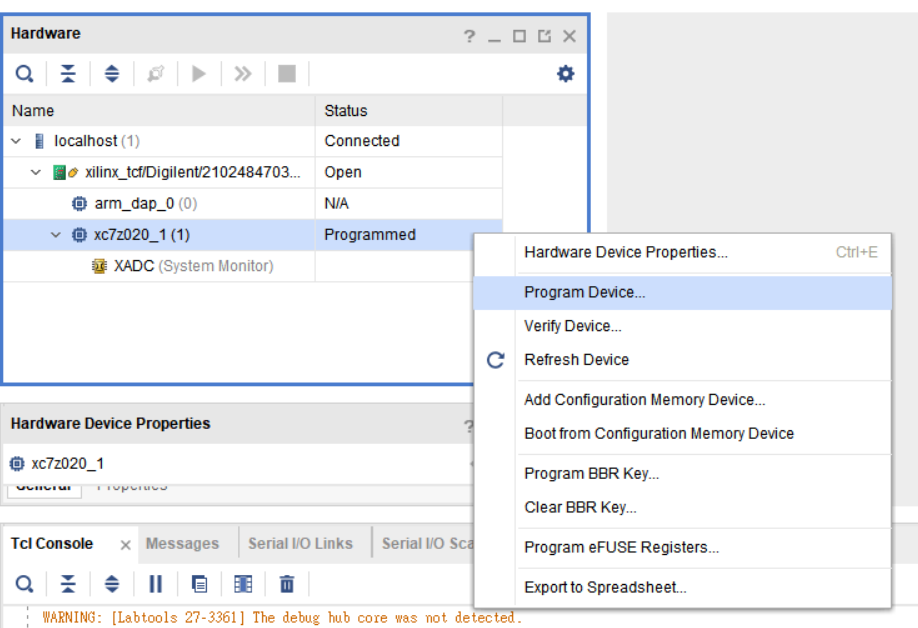 Hardware
Name Status
localhost (1) Connected
xilinx_tcf/Digilent/2102484703... Open
arm_dap_0 (0) N/A
xc7z020_1 (1) Programmed
XADC (System Monitor)
Hardware Device Properties... Ctrl+E
Program Device...
Verify Device...
Refresh Device
Add Configuration Memory Device...
Boot from Configuration Memory Device
Program BBR Key...
Clear BBR Key...
Program eFUSE Registers...
Export to Spreadsheet...
Hardware Device Properties
xc7z020_1
General Properties
Tcl Console Messages Serial I/O Links Serial I/O Sca
WARNING: [Labtools 27-3361] The debug hub core was not detected.